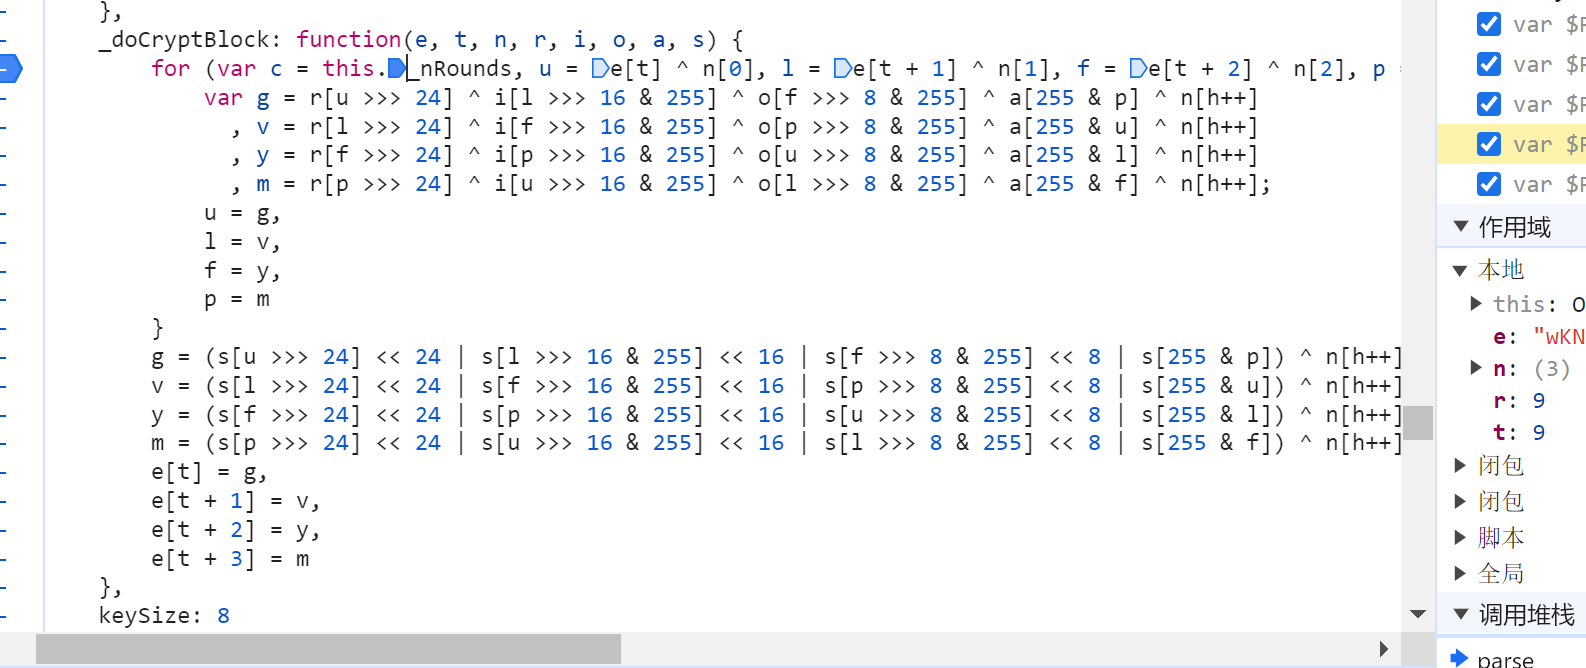 },
_doCryptBlock: function(e, t, n, r, i, o, a, s) {
for (var c = this._nRounds, u = e[t] ^ n[0], l = e[t + 1] ^ n[1], f = e[t + 2] ^ n[2], p
var g = r[u >>> 24] ^ i[l >>> 16 & 255] ^ o[f >>> 8 & 255] ^ a[255 & p] ^ n[h++]
, v = r[l >>> 24] ^ i[f >>> 16 & 255] ^ o[p >>> 8 & 255] ^ a[255 & u] ^ n[h++]
, y = r[f >>> 24] ^ i[p >>> 16 & 255] ^ o[u >>> 8 & 255] ^ a[255 & l] ^ n[h++]
, m = r[p >>> 24] ^ i[u >>> 16 & 255] ^ o[l >>> 8 & 255] ^ a[255 & f] ^ n[h++];
u = g,
l = v,
f = y,
p = m
}
g = (s[u >>> 24] << 24 | s[l >>> 16 & 255] << 16 | s[f >>> 8 & 255] << 8 | s[255 & p]) ^ n[h++]
v = (s[l >>> 24] << 24 | s[f >>> 16 & 255] << 16 | s[p >>> 8 & 255] << 8 | s[255 & u]) ^ n[h++]
y = (s[f >>> 24] << 24 | s[p >>> 16 & 255] << 16 | s[u >>> 8 & 255] << 8 | s[255 & l]) ^ n[h++]
m = (s[p >>> 24] << 24 | s[u >>> 16 & 255] << 16 | s[l >>> 8 & 255] << 8 | s[255 & f]) ^ n[h++]
e[t] = g,
e[t + 1] = v,
e[t + 2] = y,
e[t + 3] = m
},
keySize: 8
var $
var $
var $
var $
var $
作用域
本地
this: O
e: "wKN
n: (3)
r: 9
t: 9
闭包
闭包
脚本
全局
调用堆栈
parse